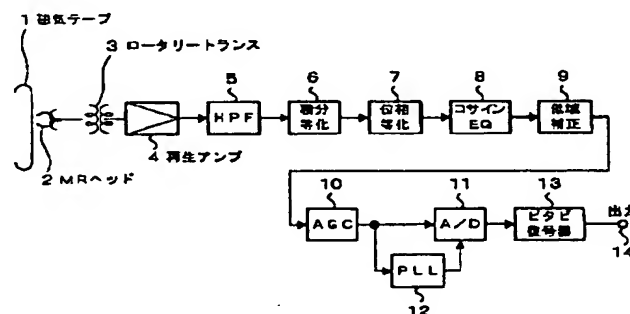 1 磁気テープ
3 ロータリートランス
2 MRヘッド
4 再生アンプ
5
HPF
6
積分
等化
7
位相
等化
8
コサイン
EQ
9
低域
補正
10
AGC
11
A/D
12
PLL
13
ビタビ
復号器
出力
14